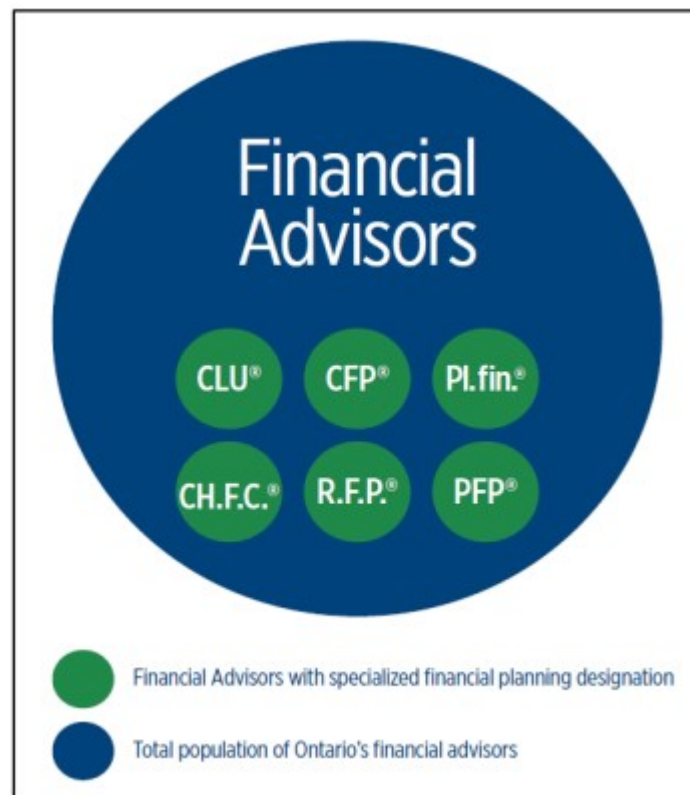 Financial
Advisors
CLU® CFP® Pl.fin.®
CH.F.C.® R.F.P.® PFP®
Financial Advisors with specialized financial planning designation
Total population of Ontario's financial advisors